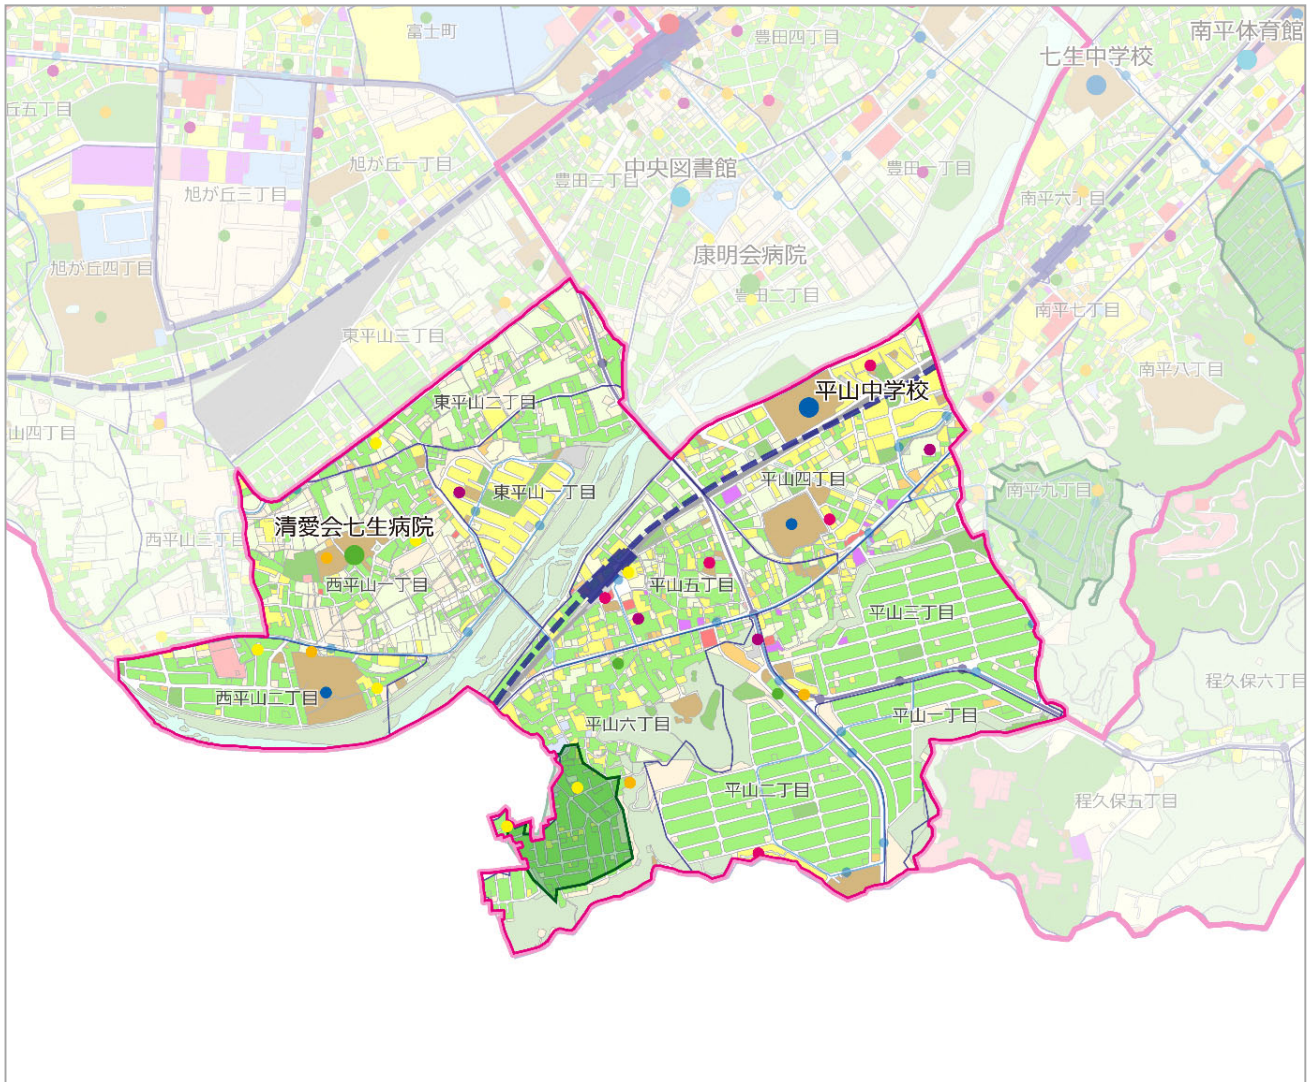 富士町
豊田四丁目
南平体育館
七生中学校
丘五丁目
旭が丘一丁目
中央図書館
豊田三丁目
豊田一丁目
旭が丘三丁目
南平六丁目
康明会病院
旭が丘四丁目
豊田二丁目
南平七丁目
東平山三丁目
南平八丁目
平山中学校
東平山二丁目
山四丁目
平山四丁目
東平山一丁目
南平九丁目
清愛会七生病院
西平山三丁目
西平山一丁目
平山五丁目
平山三丁目
程久保六丁目
西平山二丁目
平山六丁目
平山一丁目
平山二丁目
程久保五丁目